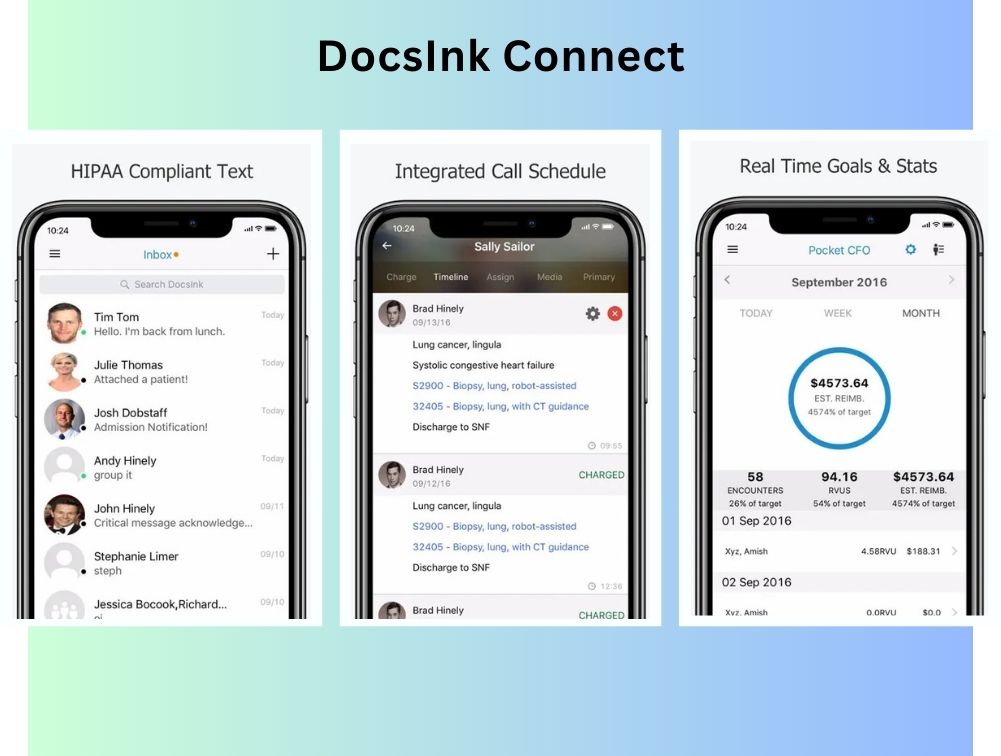 DocsInk Connect
HIPAA Compliant Text
10:24
Inbox
Search DocsInk
Tim Tom
Today
Hello. I'm back from lunch.
Julie Thomas
Today
Attached a patient!
Josh Dobstaff
Today
Admission Notification!
Andy Hinely
Today
group it
John Hinely
09/11
Critical message acknowledge...
Stephanie Limer
09/10
steph
Jessica Bocook,Richard...
09/10
Integrated Call Schedule
10:24
Sally Sailor
Charge Timeline Assign Media Primary
Brad Hinely
09/13/16
Lung cancer, lingula
Systolic congestive heart failure
S2900 - Biopsy, lung, robot-assisted
32405 - Biopsy, lung, with CT guidance
Discharge to SNF
09:55
Brad Hinely
CHARGED
09/12/16
Lung cancer, lingula
S2900 - Biopsy, lung, robot-assisted
32405 - Biopsy, lung, with CT guidance
Discharge to SNF
12:36
Brad Hinely
CHARGED
Real Time Goals & Stats
10:24
Pocket CFO
September 2016
TODAY WEEK MONTH
$4573.64
EST. REIMB.
4574% of target
58 94.16 $4573.64
ENCOUNTERS RVUS EST. REIMB.
26% of target 54% of target 4574% of target
01 Sep 2016
Xyz, Amish 4.58RVU $188.31
02 Sep 2016
Xyz, Amish 0.0RVU $0.0